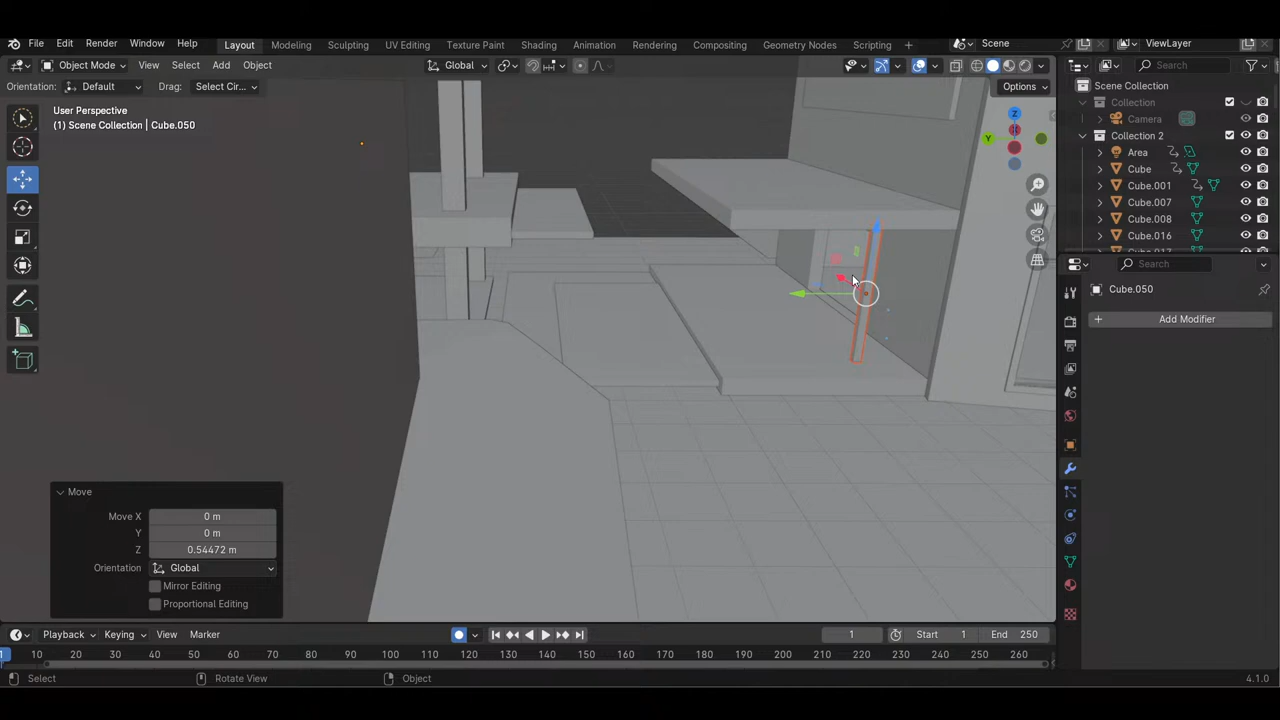 File Edit Render Window Help
Layout Modeling Sculpting UV Editing Texture Paint Shading Animation Rendering Compositing Geometry Nodes Scripting +
Scene
ViewLayer
Object Mode View Select Add Object
Global
Search
Orientation: Default Drag: Select Cir...
Options
User Perspective
(1) Scene Collection | Cube.050
Scene Collection
Collection
Camera
Collection 2
Area
Cube
Cube.001
Cube.007
Cube.008
Cube.016
Z
Y
Search
Cube.050
+ Add Modifier
Move
Move X 0 m
Y 0 m
Z 0.54472 m
Orientation Global
Mirror Editing
Proportional Editing
Playback Keying View Marker
1
Start 1
End 250
1 10 20 30 40 50 60 70 80 90 100 110 120 130 140 150 160 170 180 190 200 210 220 230 240 250 260
Select
Rotate View
Object
4.1.0